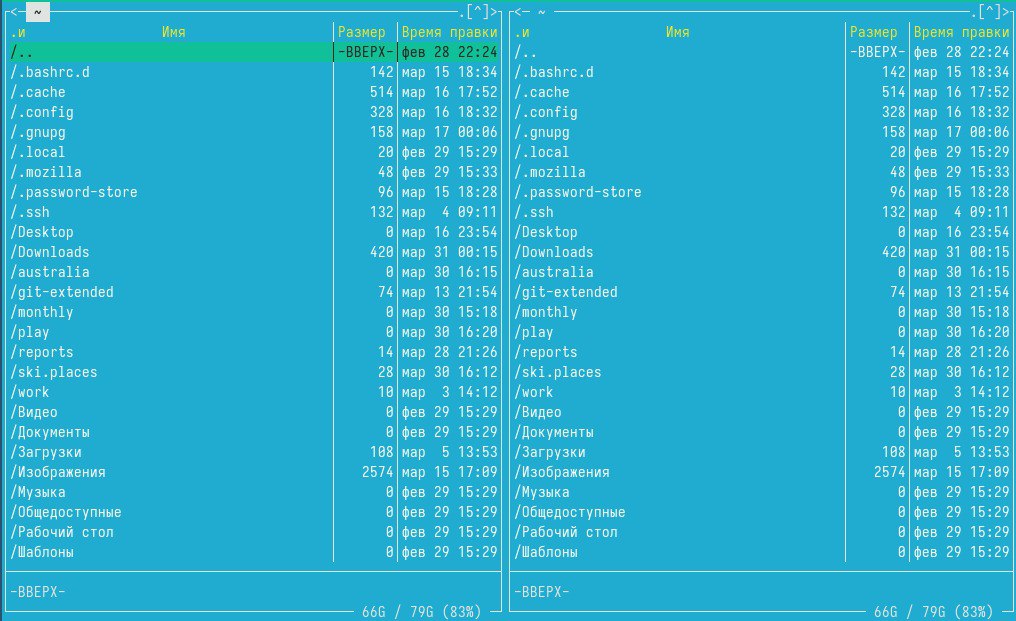 <- ~ .[^]>
.и Имя Размер Время правки
/.. -ВВЕРХ- фев 28 22:24
/.bashrc.d 142 мар 15 18:34
/.cache 514 мар 16 17:52
/.config 328 мар 16 18:32
/.gnupg 158 мар 17 00:06
/.local 20 фев 29 15:29
/.mozilla 48 фев 29 15:33
/.password-store 96 мар 15 18:28
/.ssh 132 мар 4 09:11
/Desktop 0 мар 16 23:54
/Downloads 420 мар 31 00:15
/australia 0 мар 30 16:15
/git-extended 74 мар 13 21:54
/monthly 0 мар 30 15:18
/play 0 мар 30 16:20
/reports 14 мар 28 21:26
/ski.places 28 мар 30 16:12
/work 10 мар 3 14:12
/Видео 0 фев 29 15:29
/Документы 0 фев 29 15:29
/Загрузки 108 мар 5 13:53
/Изображения 2574 мар 15 17:09
/Музыка 0 фев 29 15:29
/Общедоступные 0 фев 29 15:29
/Рабочий стол 0 фев 29 15:29
/Шаблоны 0 фев 29 15:29
-ВВЕРХ-
66G / 79G (83%)
<- ~ .[^]>
.и Имя Размер Время правки
/.. -ВВЕРХ- фев 28 22:24
/.bashrc.d 142 мар 15 18:34
/.cache 514 мар 16 17:52
/.config 328 мар 16 18:32
/.gnupg 158 мар 17 00:06
/.local 20 фев 29 15:29
/.mozilla 48 фев 29 15:33
/.password-store 96 мар 15 18:28
/.ssh 132 мар 4 09:11
/Desktop 0 мар 16 23:54
/Downloads 420 мар 31 00:15
/australia 0 мар 30 16:15
/git-extended 74 мар 13 21:54
/monthly 0 мар 30 15:18
/play 0 мар 30 16:20
/reports 14 мар 28 21:26
/ski.places 28 мар 30 16:12
/work 10 мар 3 14:12
/Видео 0 фев 29 15:29
/Документы 0 фев 29 15:29
/Загрузки 108 мар 5 13:53
/Изображения 2574 мар 15 17:09
/Музыка 0 фев 29 15:29
/Общедоступные 0 фев 29 15:29
/Рабочий стол 0 фев 29 15:29
/Шаблоны 0 фев 29 15:29
-ВВЕРХ-
66G / 79G (83%)